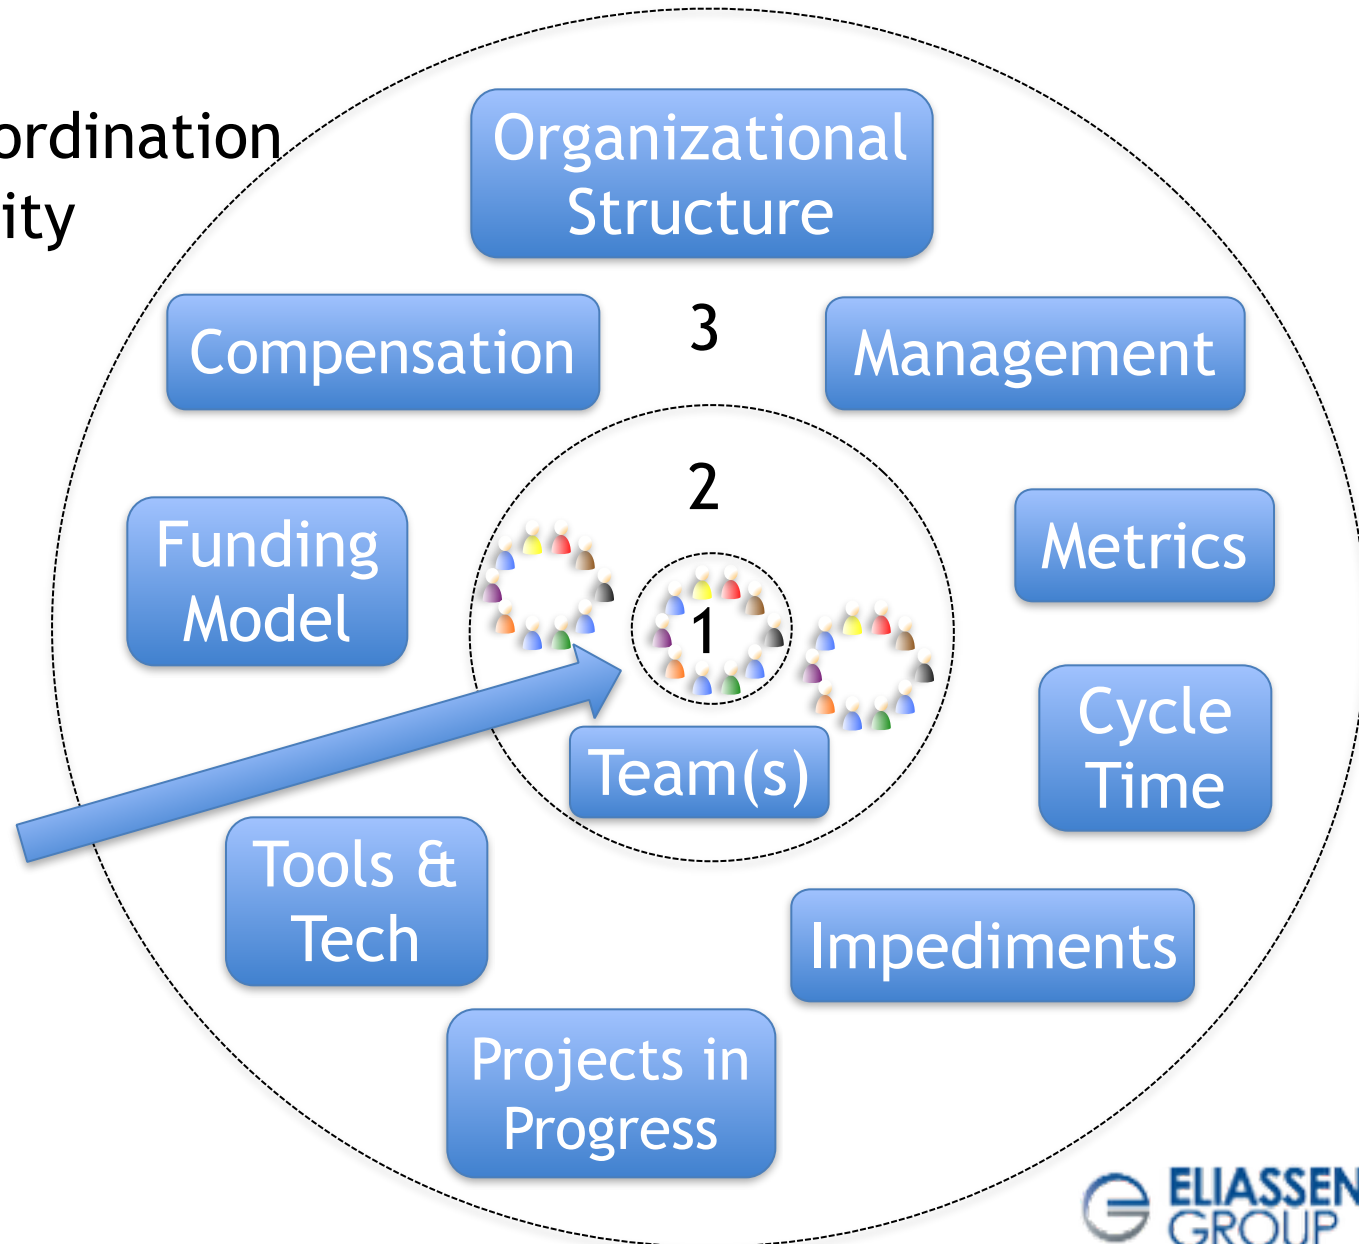 ordination
ity
Organizational
Structure
Compensation
3
Management
2
Funding
Model
Metrics
1
Cycle
Time
Team(s)
Tools &
Tech
Impediments
Projects in
Progress
ELIASSEN
GROUP